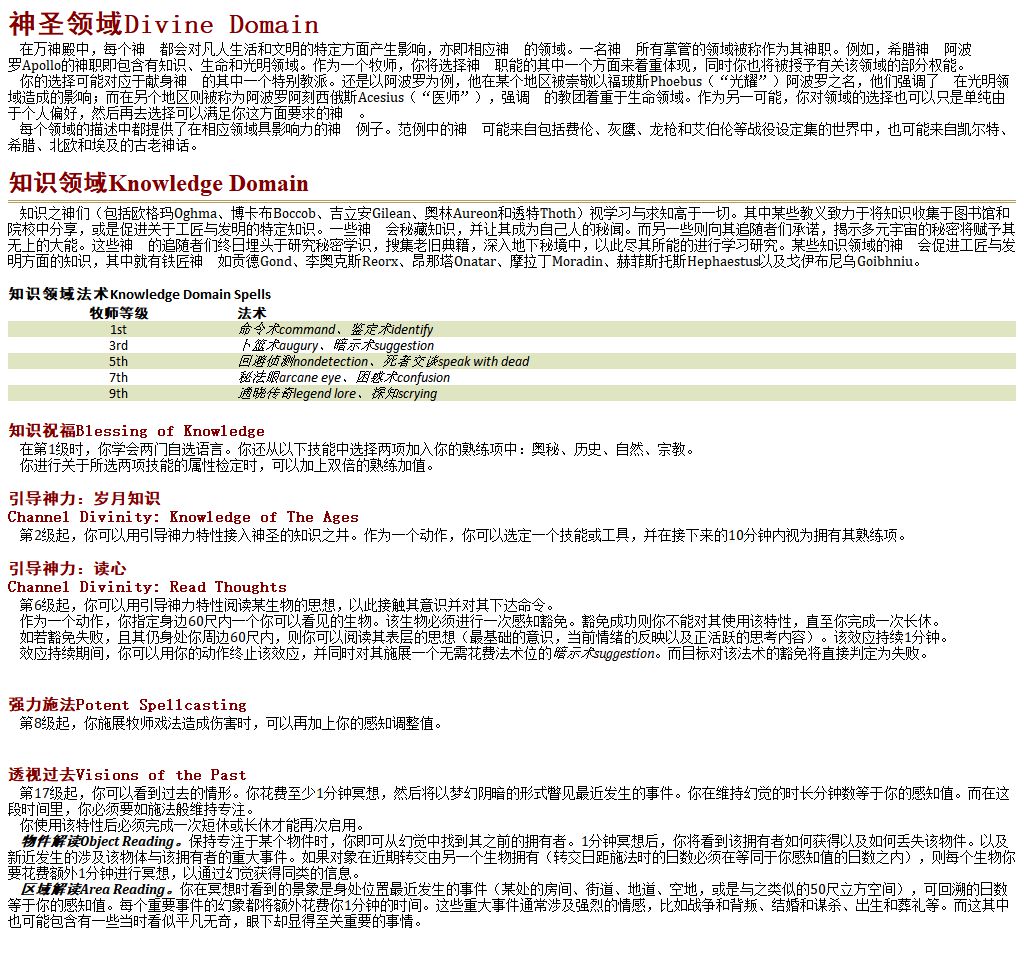 神圣领域Divine Domain
在万神殿中，每个神 都会对凡人生活和文明的特定方面产生影响，亦即相应神 的领域。一名神 所有掌管的领域被称作为其神职。例如，希腊神 阿波
罗Apollo的神职即包含有知识、生命和光明领域。作为一个牧师，你将选择神 职能的其中一个方面来着重体现，同时你也将被授予有关该领域的部分权能。
你的选择可能对应于献身神 的其中一个特别教派。还是以阿波罗为例，他在某个地区被崇敬以福玻斯Phoebus（“光耀”）阿波罗之名，他们强调了 在光明领
域造成的影响；而在另个地区则被称为阿波罗阿刻西俄斯Acesius（“医师”），强调 的教团着重于生命领域。作为另一可能，你对领域的选择也可以只是单纯由
于个人偏好，然后再去选择可以满足你这方面要求的神 。
每个领域的描述中都提供了在相应领域具影响力的神 例子。范例中的神 可能来自包括费伦、灰鹰、龙枪和艾伯伦等战役设定集的世界中，也可能来自凯尔特、
希腊、北欧和埃及的古老神话。
知识领域Knowledge Domain
知识之神们（包括欧格玛Oghma、博卡布Boccob、吉立安Gilean、奥林Aureon和透特Thoth）视学习与求知高于一切。其中某些教义致力于将知识收集于图书馆和
院校中分享，或是促进关于工匠与发明的特定知识。一些神 会秘藏知识，并让其成为自己人的秘闻。而另一些则向其追随者们承诺，揭示多元宇宙的秘密将赋予其
无上的大能。这些神 的追随者们终日埋头于研究秘密学识，搜集老旧典籍，深入地下秘境中，以此尽其所能的进行学习研究。某些知识领域的神 会促进工匠与发
明方面的知识，其中就有铁匠神 如贡德Gond、李奥克斯Reorx、昂那塔Onatar、摩拉丁Moradin、赫菲斯托斯Hephaestus以及戈伊布尼乌Goibhniu。
知识领域法术Knowledge Domain Spells
牧师等级 法术
1st 命令术command、鉴定术identify
3rd 卜筮术augury、暗示术suggestion
5th 回避侦测nondetection、死者交谈speak with dead
7th 秘法眼arcane eye、困惑术confusion
9th 通晓传奇legend lore、探知scrying
知识祝福Blessing of Knowledge
在第1级时，你学会两门自选语言。你还从以下技能中选择两项加入你的熟练项中：奥秘、历史、自然、宗教。
你进行关于所选两项技能的属性检定时，可以加上双倍的熟练加值。
引导神力：岁月知识
Channel Divinity: Knowledge of The Ages
第2级起，你可以用引导神力特性接入神圣的知识之井。作为一个动作，你可以选定一个技能或工具，并在接下来的10分钟内视为拥有其熟练项。
引导神力：读心
Channel Divinity: Read Thoughts
第6级起，你可以用引导神力特性阅读某生物的思想，以此接触其意识并对其下达命令。
作为一个动作，你指定身边60尺内一个你可以看见的生物。该生物必须进行一次感知豁免。豁免成功则你不能对其使用该特性，直至你完成一次长休。
如若豁免失败，且其仍身处你周边60尺内，则你可以阅读其表层的思想（最基础的意识，当前情绪的反映以及正活跃的思考内容）。该效应持续1分钟。
效应持续期间，你可以用你的动作终止该效应，并同时对其施展一个无需花费法术位的暗示术suggestion。而目标对该法术的豁免将直接判定为失败。
强力施法Potent Spellcasting
第8级起，你施展牧师戏法造成伤害时，可以再加上你的感知调整值。
透视过去Visions of the Past
第17级起，你可以看到过去的情形。你花费至少1分钟冥想，然后将以梦幻阴暗的形式瞥见最近发生的事件。你在维持幻觉的时长分钟数等于你的感知值。而在这
段时间里，你必须要如施法般维持专注。
你使用该特性后必须完成一次短休或长休才能再次启用。
物件解读Object Reading。保持专注于某个物件时，你即可从幻觉中找到其之前的拥有者。1分钟冥想后，你将看到该拥有者如何获得以及如何丢失该物件。以及
新近发生的涉及该物体与该拥有者的重大事件。如果对象在近期转交由另一个生物拥有（转交日距施法时的日数必须在等同于你感知值的日数之内），则每个生物你
要花费额外1分钟进行冥想，以通过幻觉获得同类的信息。
区域解读Area Reading。你在冥想时看到的景象是身处位置最近发生的事件（某处的房间、街道、地道、空地，或是与之类似的50尺立方空间），可回溯的日数
等于你的感知值。每个重要事件的幻象都将额外花费你1分钟的时间。这些重大事件通常涉及强烈的情感，比如战争和背叛、结婚和谋杀、出生和葬礼等。而这其中
也可能包含有一些当时看似平凡无奇，眼下却显得至关重要的事情。